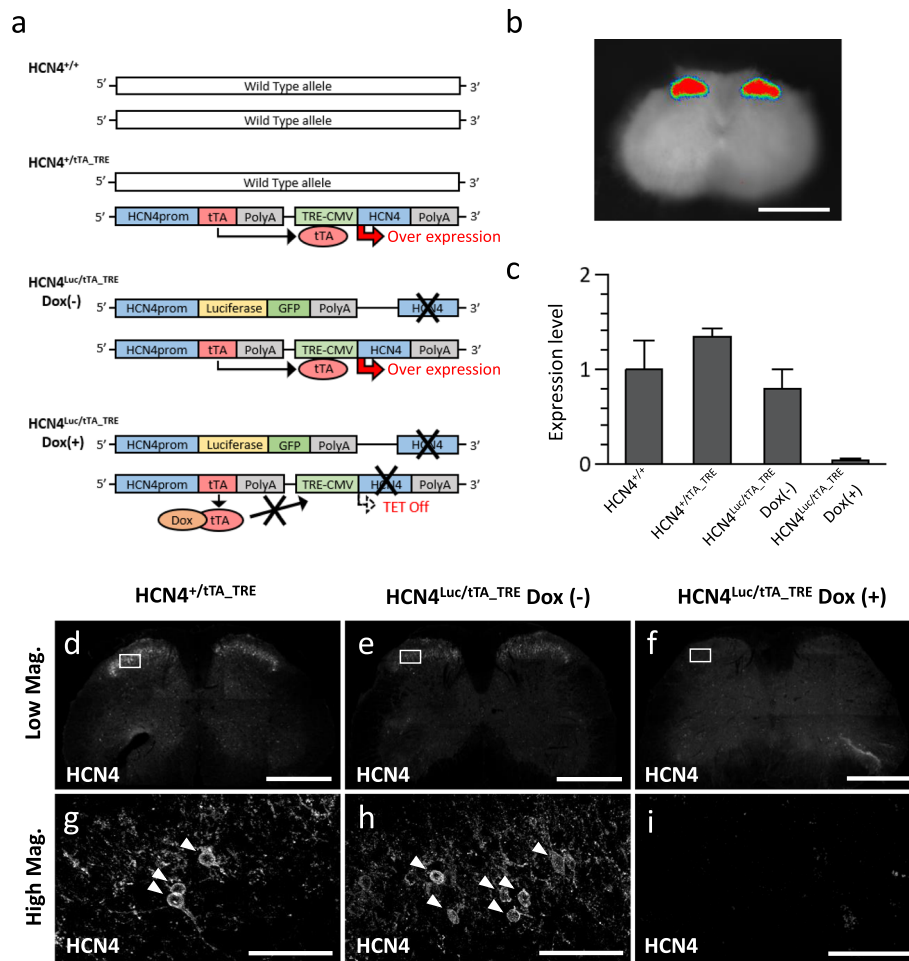 a
HCN4+/+
5’ Wild Type allele 3’
5’ Wild Type allele 3’
HCN4+/tTA_TRE
5’ Wild Type allele 3’
5’ HCN4prom tTA PolyA TRE-CMV HCN4 PolyA 3’
tTA Over expression
HCN4Luc/tTA_TRE
Dox(-)
5’ HCN4prom Luciferase GFP PolyA HCN4 3’
5’ HCN4prom tTA PolyA TRE-CMV HCN4 PolyA 3’
tTA Over expression
HCN4Luc/tTA_TRE
Dox(+)
5’ HCN4prom Luciferase GFP PolyA HCN4 3’
5’ HCN4prom tTA PolyA TRE-CMV HCN4 PolyA 3’
Dox tTA TET Off
b
c
Expression level
2
1
0
HCN4+/+
HCN4+/tTA_TRE
HCN4Luc/tTA_TRE
Dox(-)
HCN4Luc/tTA_TRE
Dox(+)
HCN4+/tTA_TRE HCN4Luc/tTA_TRE Dox (-) HCN4Luc/tTA_TRE Dox (+)
Low Mag.
d e f
HCN4 HCN4 HCN4
High Mag.
g h i
HCN4 HCN4 HCN4